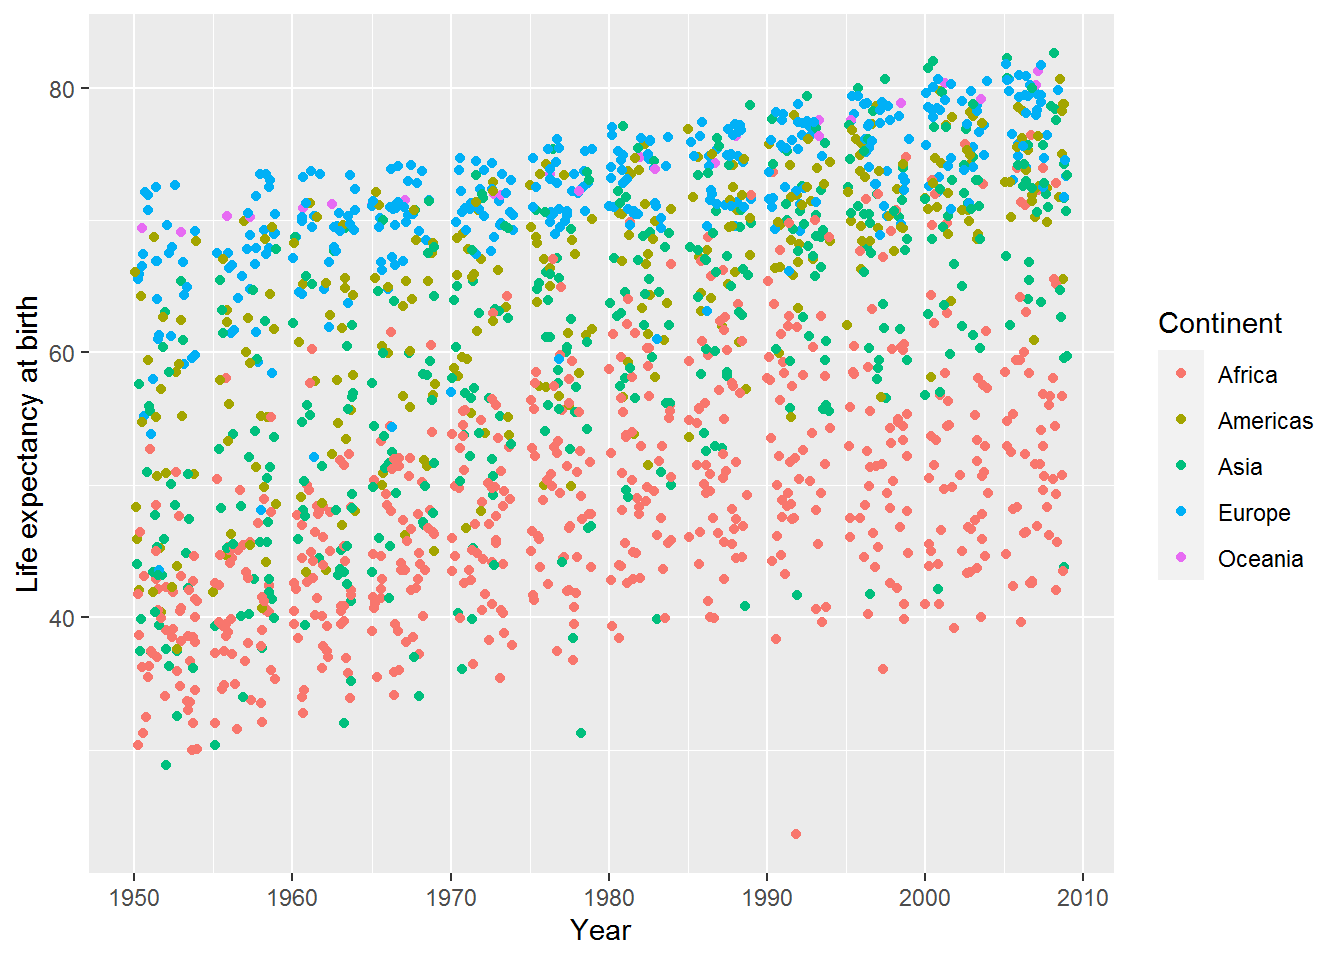 80
60
40
Life expectancy at birth
1950 1960 1970 1980 1990 2000 2010
Year
Continent
Africa
Americas
Asia
Europe
Oceania